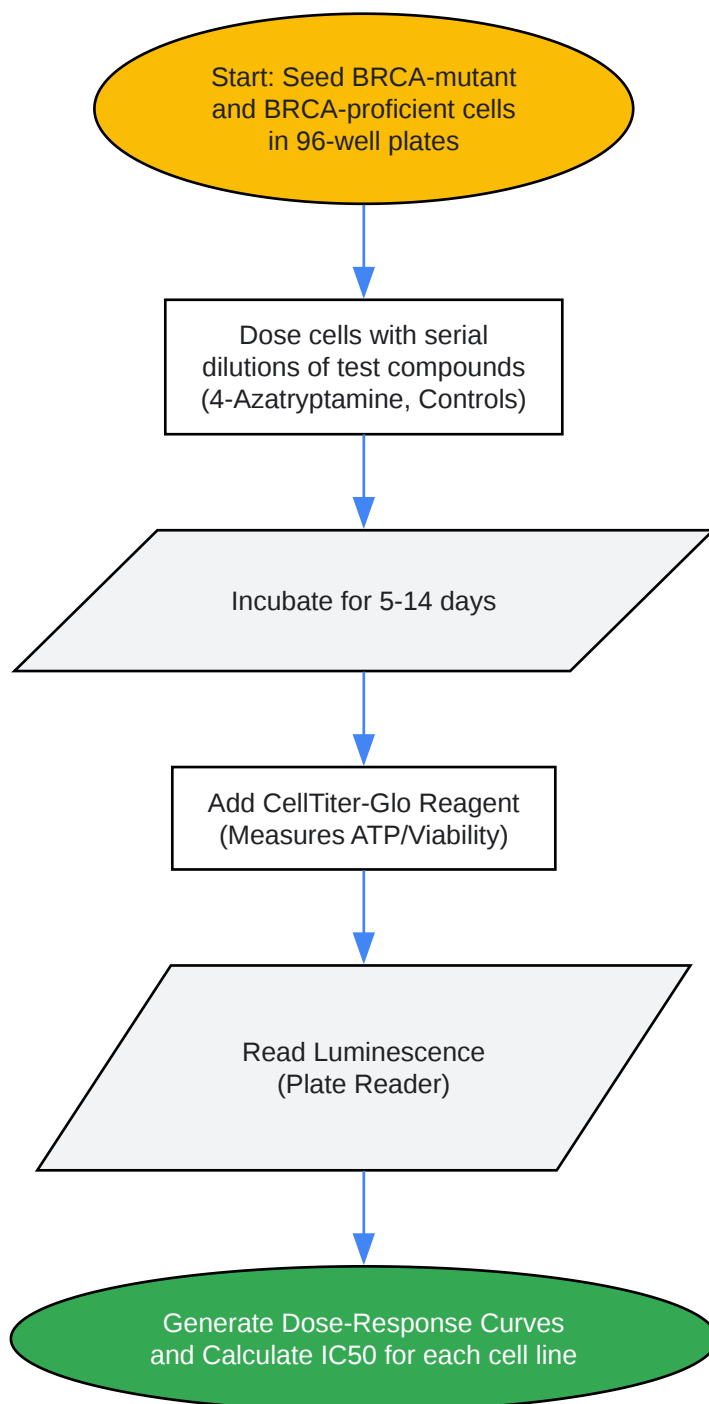 Start: Seed BRCA-mutant
and BRCA-proficient cells
in 96-well plates
Dose cells with serial
dilutions of test compounds
(4-Azatryptamine, Controls)
Incubate for 5-14 days
Add CellTiter-Glo Reagent
(Measures ATP/Viability)
Read Luminescence
(Plate Reader)
Generate Dose-Response Curves
and Calculate IC50 for each cell line